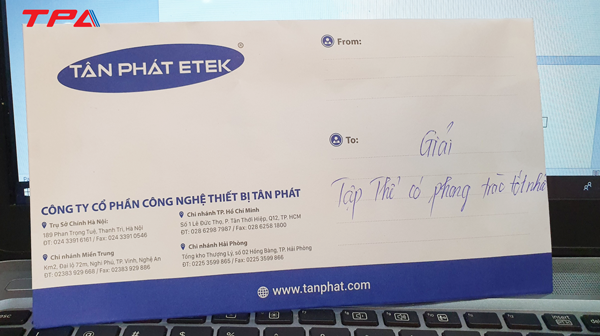 TPA
TÂN PHÁT ETEK
From:
To:
Giải
Tập Thể có phong trào tốt nhất
CÔNG TY CỔ PHẦN CÔNG NGHỆ THIẾT BỊ TÂN PHÁT
Trụ Sở Chính Hà Nội:
189 Phan Trọng Tuệ, Thanh Trì, Hà Nội
ĐT: 024 3391 6161 / Fax: 024 3391 0546
Chi nhánh Miền Trung
Km2, Đại lộ 72m, Nghi Phú, TP. Vinh, Nghệ An
ĐT: 02383 929 668 / Fax: 02383 929 886
Chi nhánh TP. Hồ Chí Minh
Số 1 Lê Đức Thọ, P. Tân Thới Hiệp, Q12, TP. HCM
ĐT: 028 6298 7987 / Fax: 028 6258 1800
Chi nhánh Hải Phòng
Tổng kho Thượng Lý, số 02 Hồng Bàng, TP. Hải Phòng
ĐT: 0225 3599 865 / Fax: 0225 3599 866
www.tanphat.com